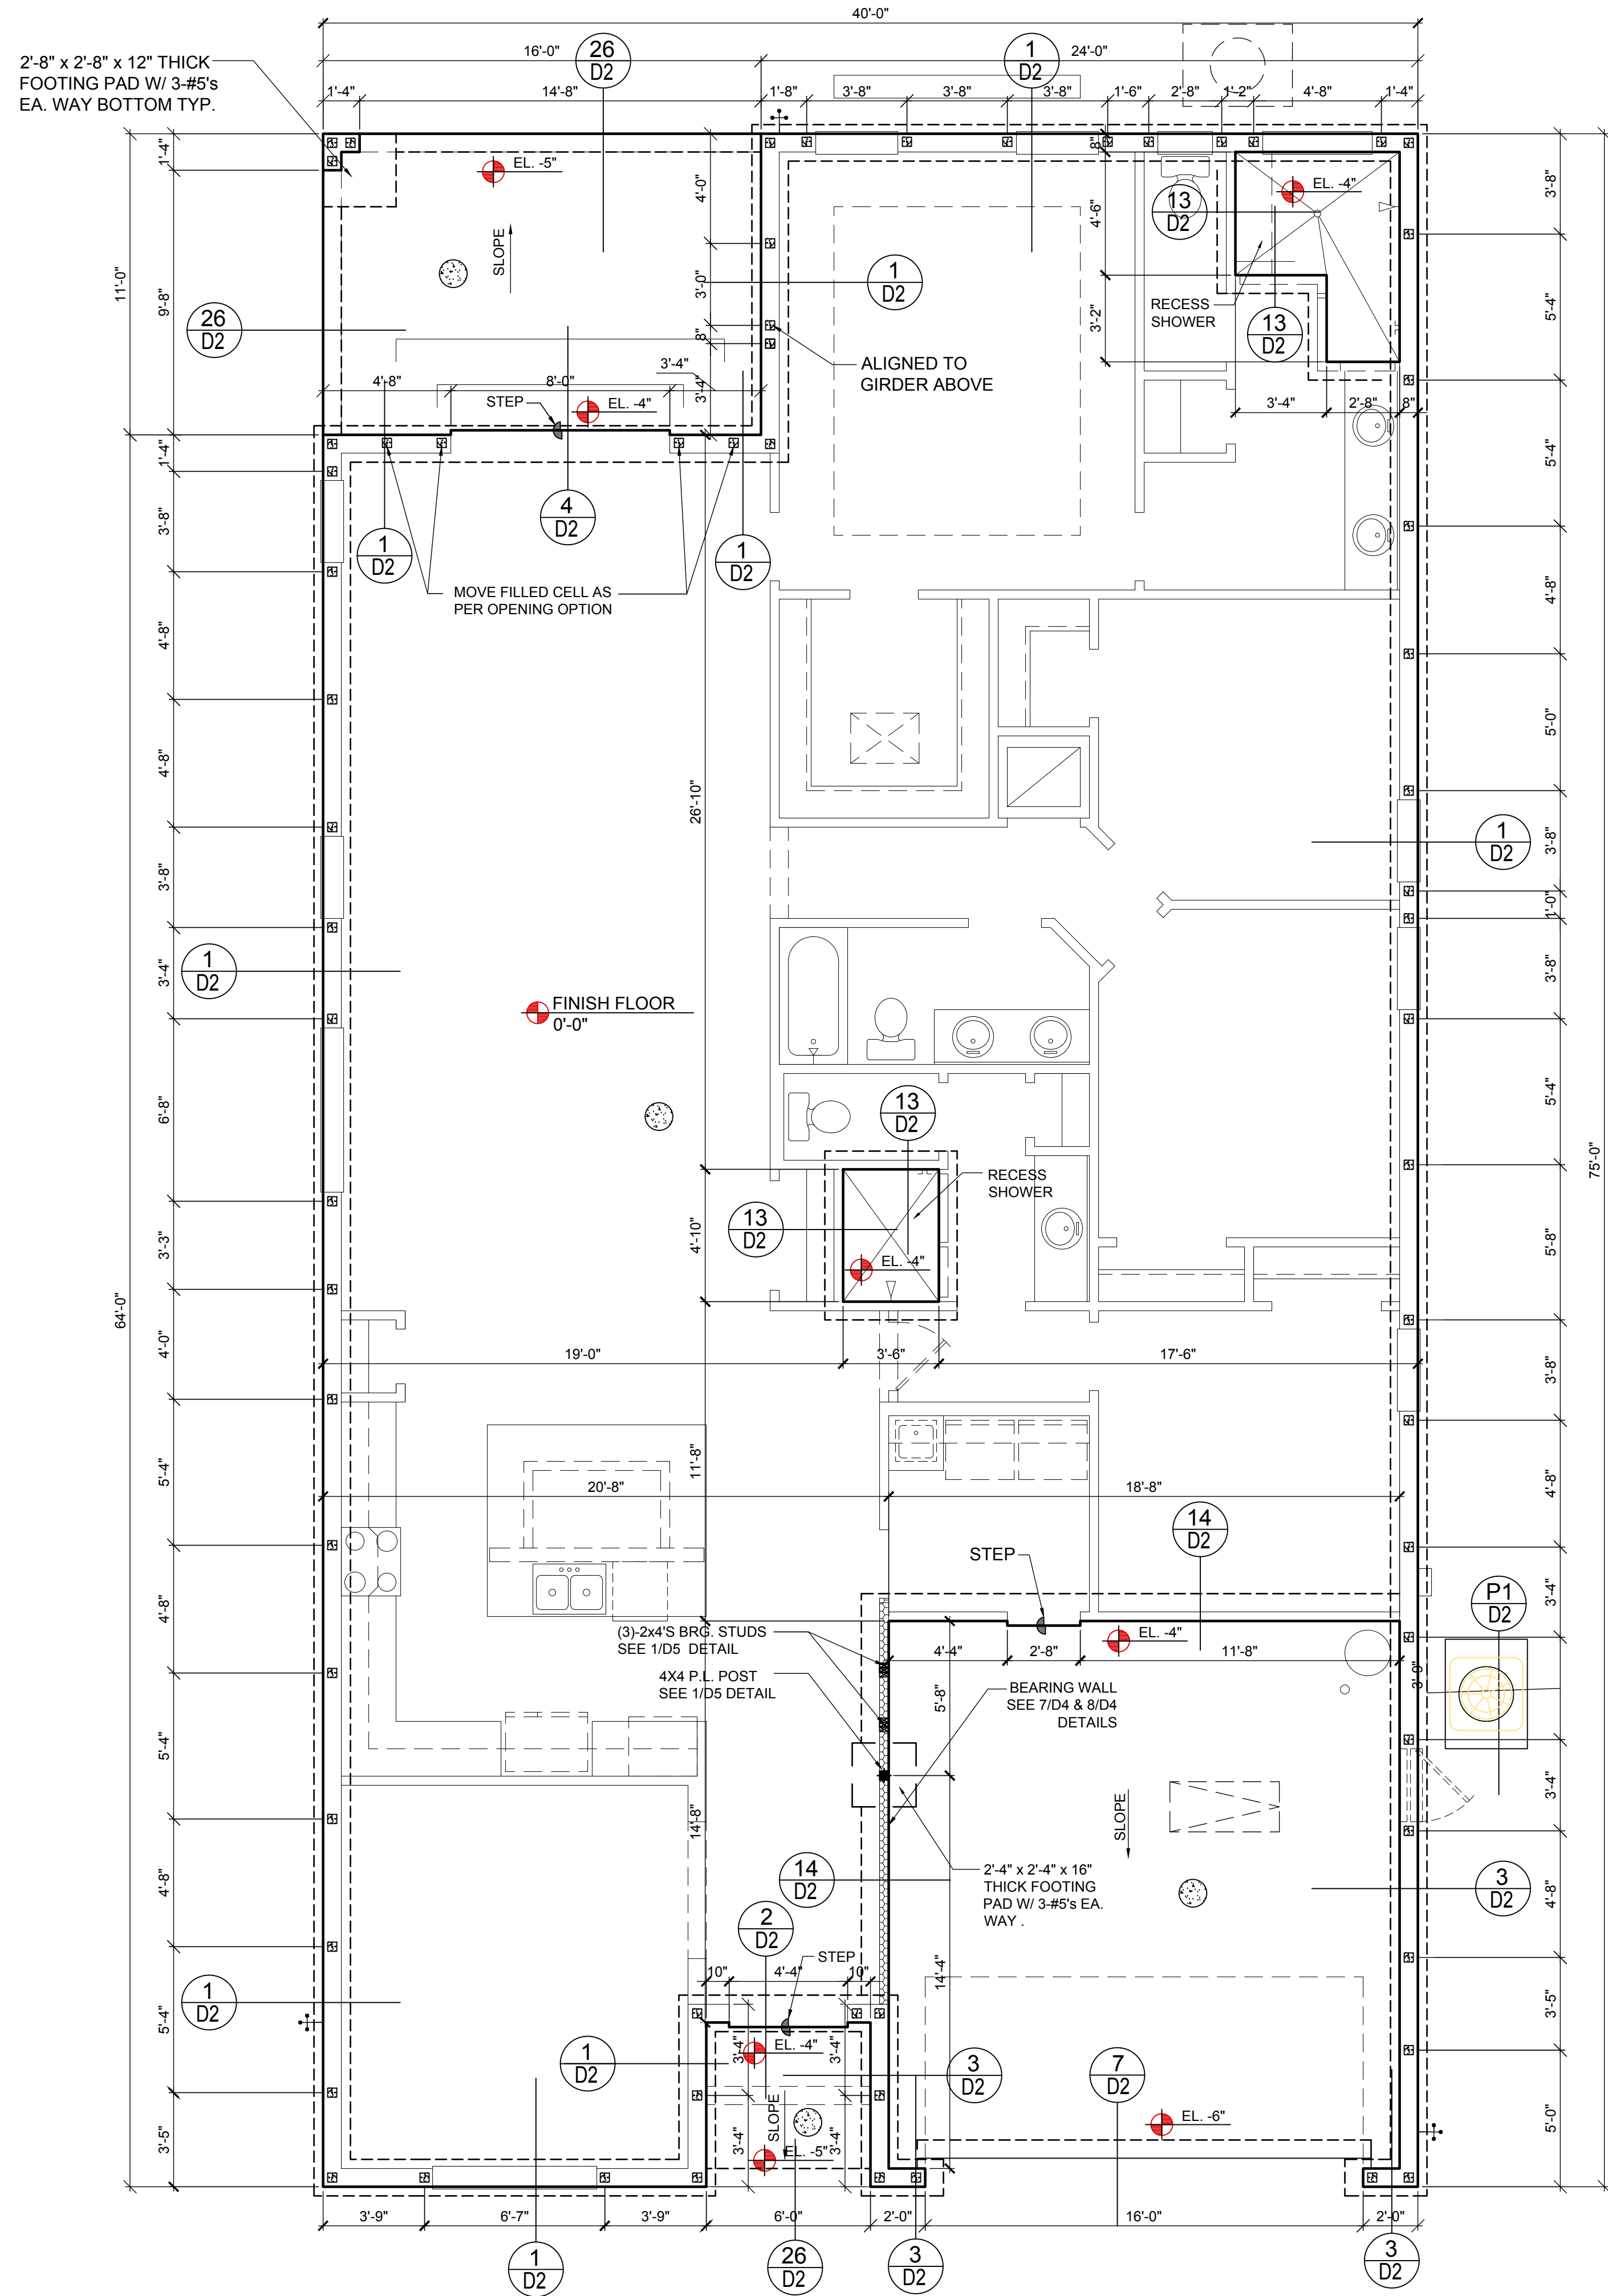 40'-0"
16'-0"
26
D2
1
D2
24'-0"
2'-8" x 2'-8" x 12" THICK
FOOTING PAD W/ 3-#5's
EA. WAY BOTTOM TYP.
1'-4"
14'-8"
1'-8"
3'-8"
3'-8"
3'-8"
1'-6"
2'-8"
1'-2"
4'-8"
1'-4"
1'-4"
9'-8"
11'-0"
EL. -5"
SLOPE
4'-0"
3'-0"
8"
3'-4"
3'-4"
26
D2
1
D2
ALIGNED TO
GIRDER ABOVE
8"
4'-6"
3'-2"
13
D2
EL. -4"
RECESS
SHOWER
13
D2
3'-4"
2'-8"
8"
3'-8"
5'-4"
5'-4"
4'-8"
5'-0"
3'-8"
1'-0"
3'-8"
5'-4"
5'-8"
3'-8"
4'-8"
3'-4"
3'-9"
3'-4"
4'-8"
3'-5"
5'-0"
75'-0"
4'-8"
8'-0"
STEP
EL. -4"
4
D2
1
D2
1
D2
MOVE FILLED CELL AS
PER OPENING OPTION
1'-4"
3'-8"
4'-8"
4'-8"
3'-8"
3'-4"
6'-8"
3'-3"
4'-0"
5'-4"
4'-8"
5'-4"
4'-8"
5'-4"
3'-5"
64'-0"
26'-10"
1
D2
1
D2
FINISH FLOOR
0'-0"
13
D2
RECESS
SHOWER
13
D2
4'-10"
EL. -4"
19'-0"
3'-6"
17'-6"
11'-8"
20'-8"
18'-8"
14
D2
STEP
P1
D2
(3)-2x4'S BRG. STUDS
SEE 1/D5 DETAIL
4X4 P.L. POST
SEE 1/D5 DETAIL
EL. -4"
4'-4"
2'-8"
11'-8"
5'-8"
BEARING WALL
SEE 7/D4 & 8/D4
DETAILS
14'-8"
SLOPE
2'-4" x 2'-4" x 16"
THICK FOOTING
PAD W/ 3-#5's EA.
WAY .
14
D2
3
D2
2
D2
STEP
10"
4'-4"
10"
14'-4"
1
D2
1
D2
3'-4"
EL. -4"
3'-4"
3
D2
7
D2
SLOPE
3'-4"
EL. -5"
3'-4"
EL. -6"
3'-9"
6'-7"
3'-9"
6'-0"
2'-0"
16'-0"
2'-0"
1
D2
26
D2
3
D2
3
D2